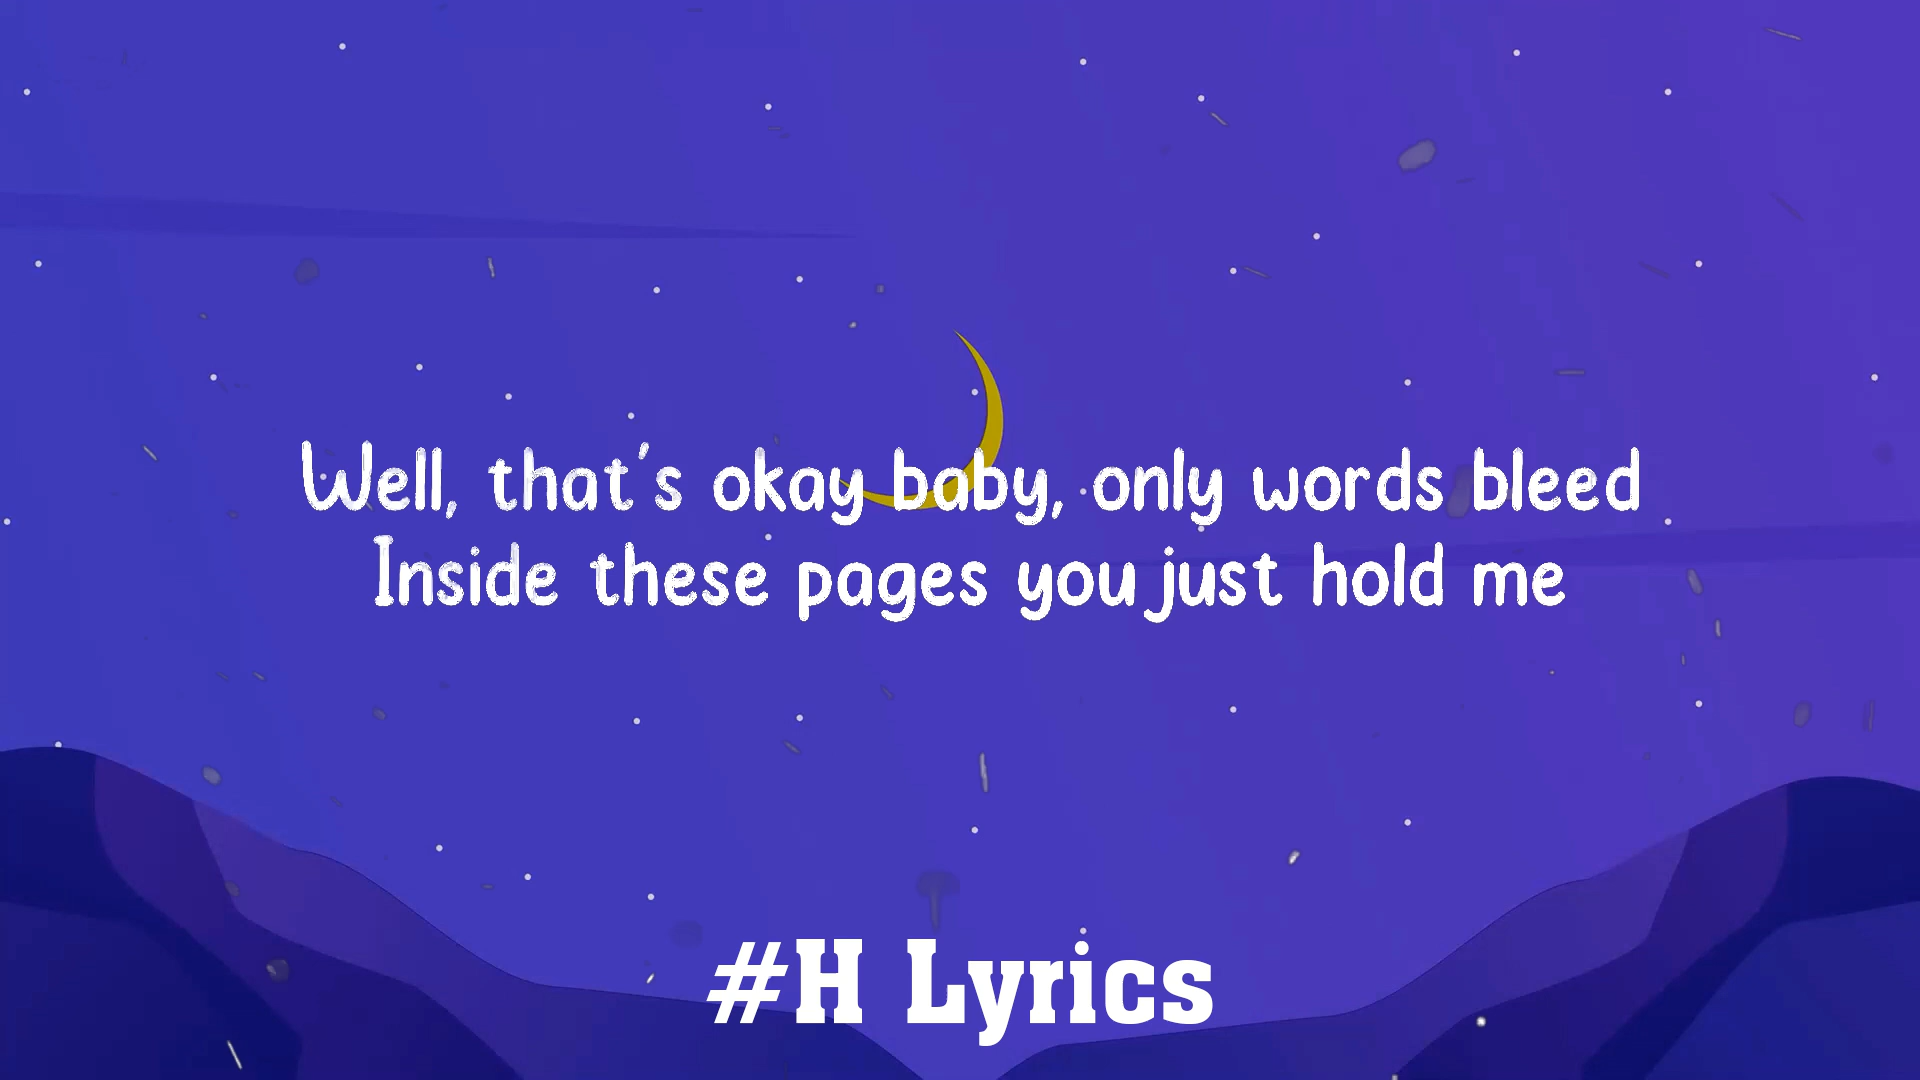 Well, that's okay baby, only words bleed
Inside these pages you just hold me
#H Lyrics